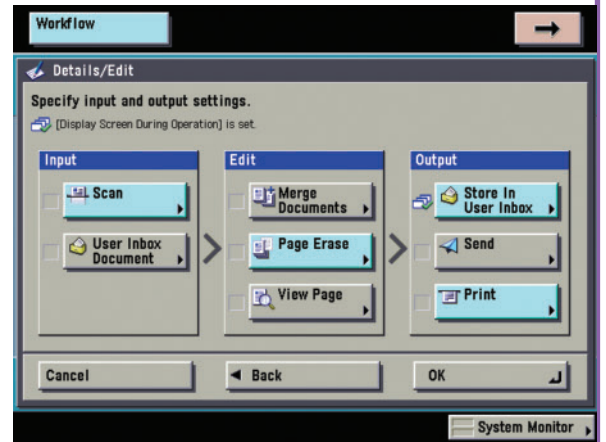 Workflow
Details/Edit
Specify input and output settings.
[Display Screen During Operation] is set.
Input
Edit
Output
Scan
Merge
Documents
Store In
User Inbox
User Inbox
Document
Page Erase
Send
View Page
Print
Cancel
Back
OK
System Monitor